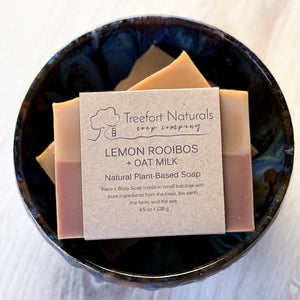 Treefort Naturals
soap company
LEMON ROOIBOS
+ OAT MILK
Natural Plant-Based Soap
Face + Body Soap made in small batches with
pure ingredients from the trees, the earth,
the farm, and the sea.
4.5 oz / 128 g